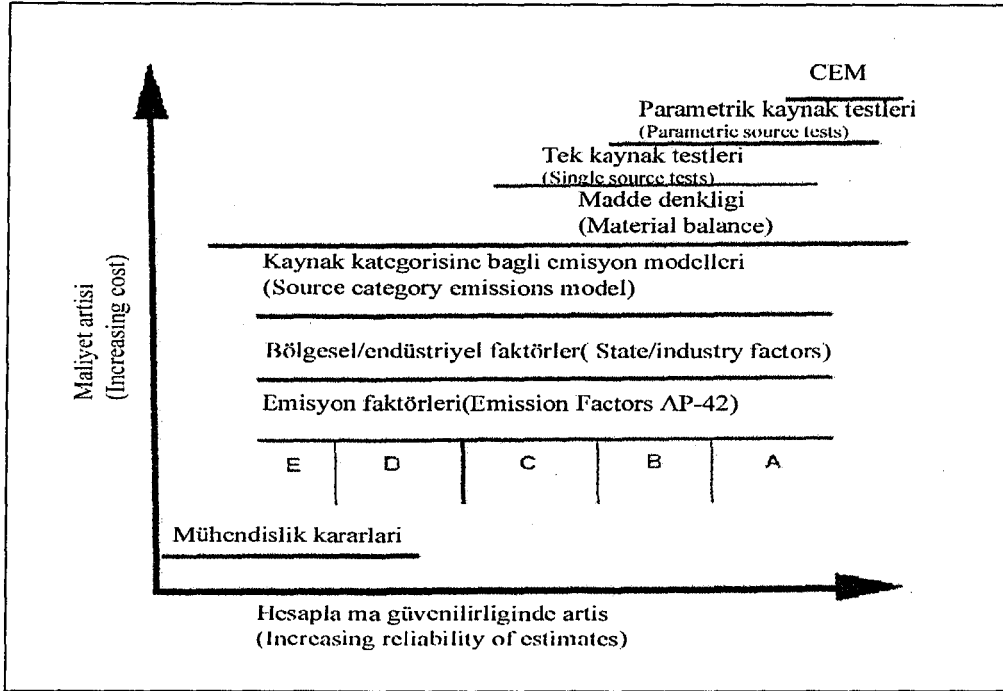 CEM
Parametrik kaynak testleri
(Parametric source tests)
Tek kaynak testleri
(Single source tests)
Madde denkligi
(Material balance)
Kaynak kategorisine bagli emisyon modelleri
(Source category emissions model)
Bölgesel/endüstriyel faktörler( State/industry factors)
Emisyon faktörleri(Emission Factors AP-42)
E D C B A
Mühendislik kararlari
Maliyet artisi
(Increasing cost)
Hesapla ma güvenilirliginde artis
(Increasing reliability of estimates)